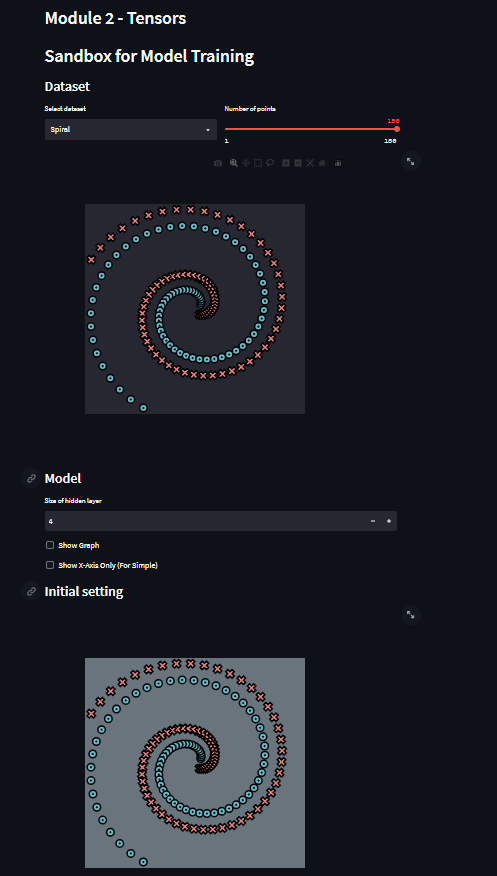 Module 2 - Tensors
Sandbox for Model Training
Dataset
Select dataset
Number of points
Spiral
150
1
150
Model
Size of hidden layer
4
Show Graph
Show X-Axis Only (For Simple)
Initial setting